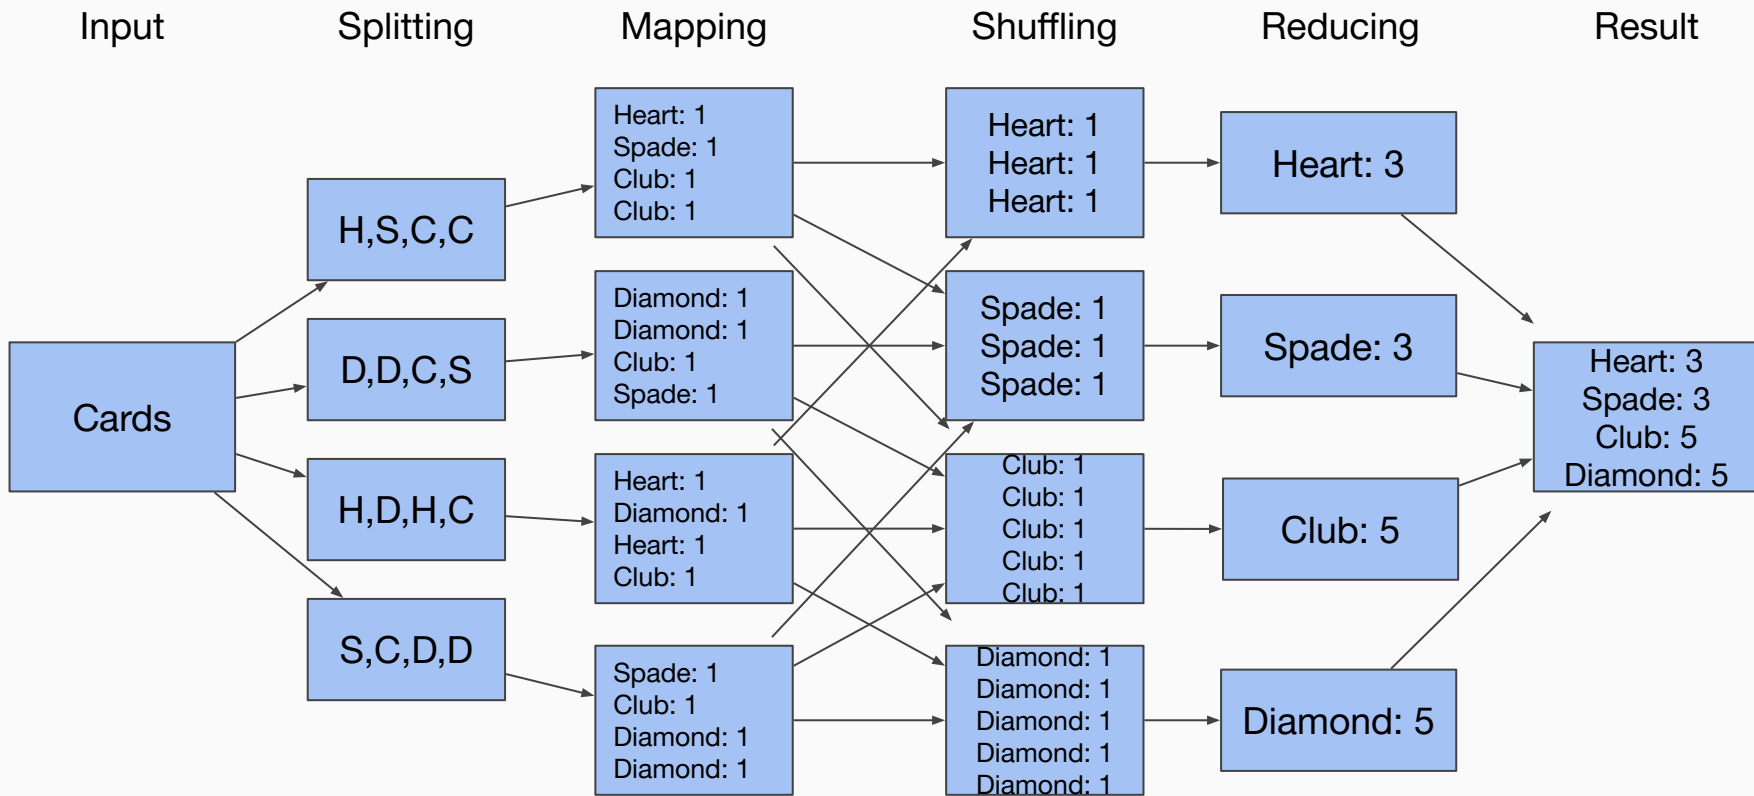 Input
Splitting
Mapping
Shuffling
Reducing
Result
Cards
H,S,C,C
D,D,C,S
H,D,H,C
S,C,D,D
Heart: 1
Spade: 1
Club: 1
Club: 1
Diamond: 1
Diamond: 1
Club: 1
Spade: 1
Heart: 1
Diamond: 1
Heart: 1
Club: 1
Spade: 1
Club: 1
Diamond: 1
Diamond: 1
Heart: 1
Heart: 1
Heart: 1
Spade: 1
Spade: 1
Spade: 1
Club: 1
Club: 1
Club: 1
Club: 1
Club: 1
Diamond: 1
Diamond: 1
Diamond: 1
Diamond: 1
Diamond: 1
Heart: 3
Spade: 3
Club: 5
Diamond: 5
Heart: 3
Spade: 3
Club: 5
Diamond: 5